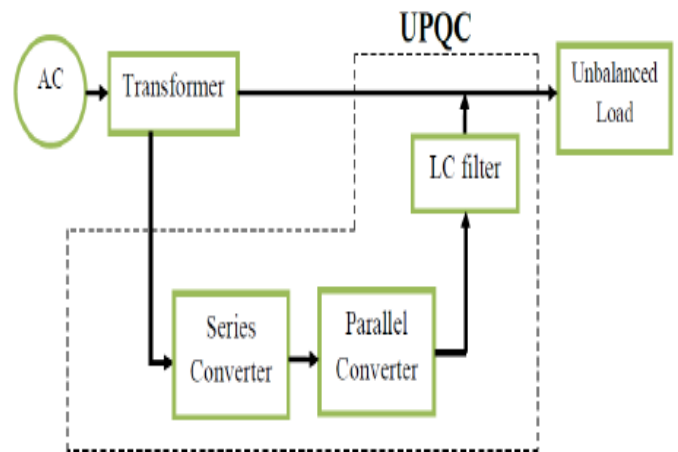 UPQC
AC
Transformer
Unbalanced
Load
LC filter
Series
Converter
Parallel
Converter